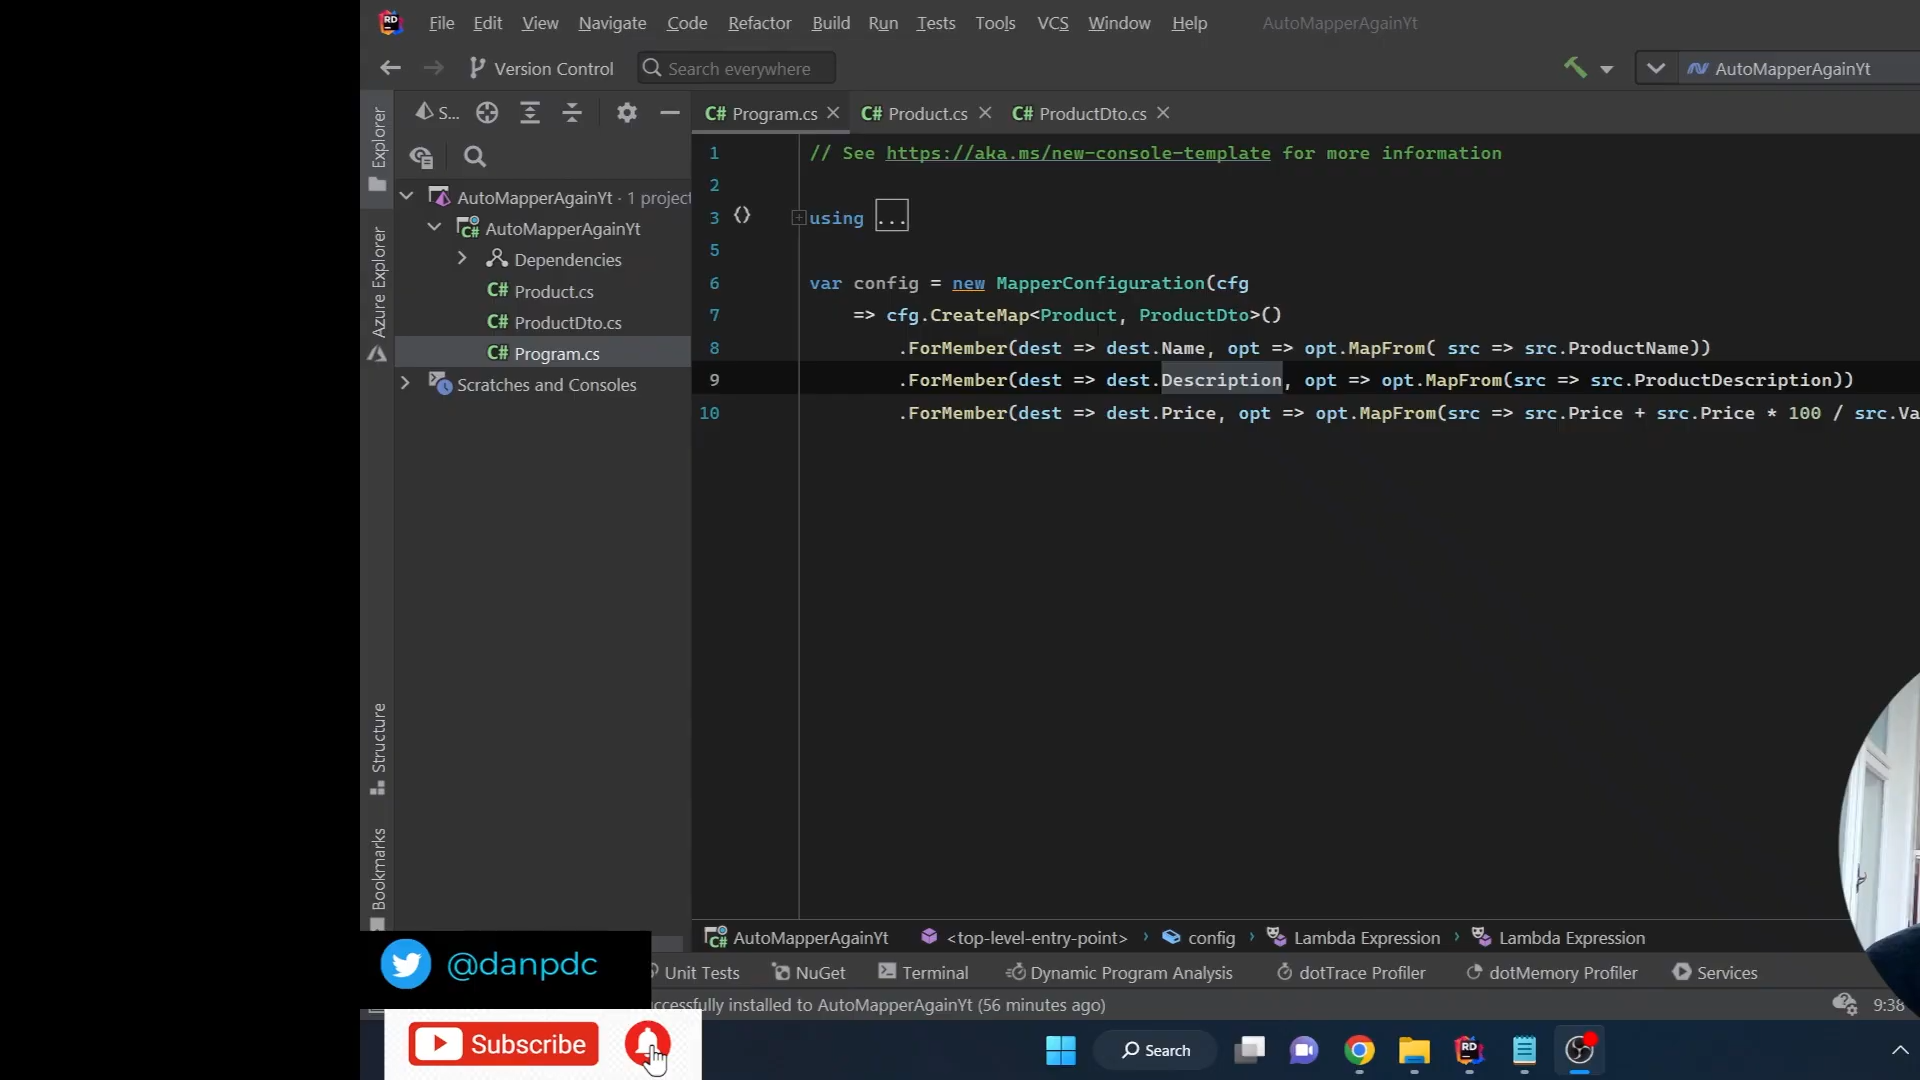 File Edit View Navigate Code Refactor Build Run Tests Tools VCS Window Help AutoMapperAgainYt
Version Control Search everywhere AutoMapperAgainYt
S... C# Program.cs C# Product.cs C# ProductDto.cs
Explorer
Azure Explorer
Structure
Bookmarks
AutoMapperAgainYt · 1 project
C# AutoMapperAgainYt
Dependencies
C# Product.cs
C# ProductDto.cs
C# Program.cs
Scratches and Consoles
1 // See https://aka.ms/new-console-template for more information
2
3 using ...
5
6 var config = new MapperConfiguration(cfg
7 => cfg.CreateMap<Product, ProductDto>()
8 .ForMember(dest => dest.Name, opt => opt.MapFrom( src => src.ProductName))
9 .ForMember(dest => dest.Description, opt => opt.MapFrom(src => src.ProductDescription))
10 .ForMember(dest => dest.Price, opt => opt.MapFrom(src => src.Price + src.Price * 100 / src.Va
C# AutoMapperAgainYt <top-level-entry-point> › config › Lambda Expression › Lambda Expression
Unit Tests NuGet Terminal Dynamic Program Analysis dotTrace Profiler dotMemory Profiler Services
ccessfully installed to AutoMapperAgainYt (56 minutes ago) 9:38
@danpdc
Subscribe
Search